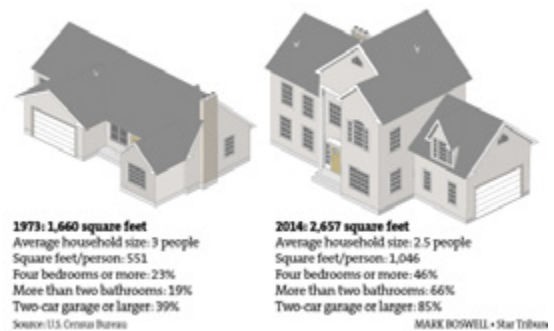 1973: 1,660 square feet
Average household size: 3 people
Square feet/person: 551
Four bedrooms or more: 23%
More than two bathrooms: 19%
Two-car garage or larger: 39%
Source: U.S. Census Bureau
2014: 2,657 square feet
Average household size: 2.5 people
Square feet/person: 1,046
Four bedrooms or more: 46%
More than two bathrooms: 66%
Two-car garage or larger: 85%
MARK BOSWELL • Star Tribune